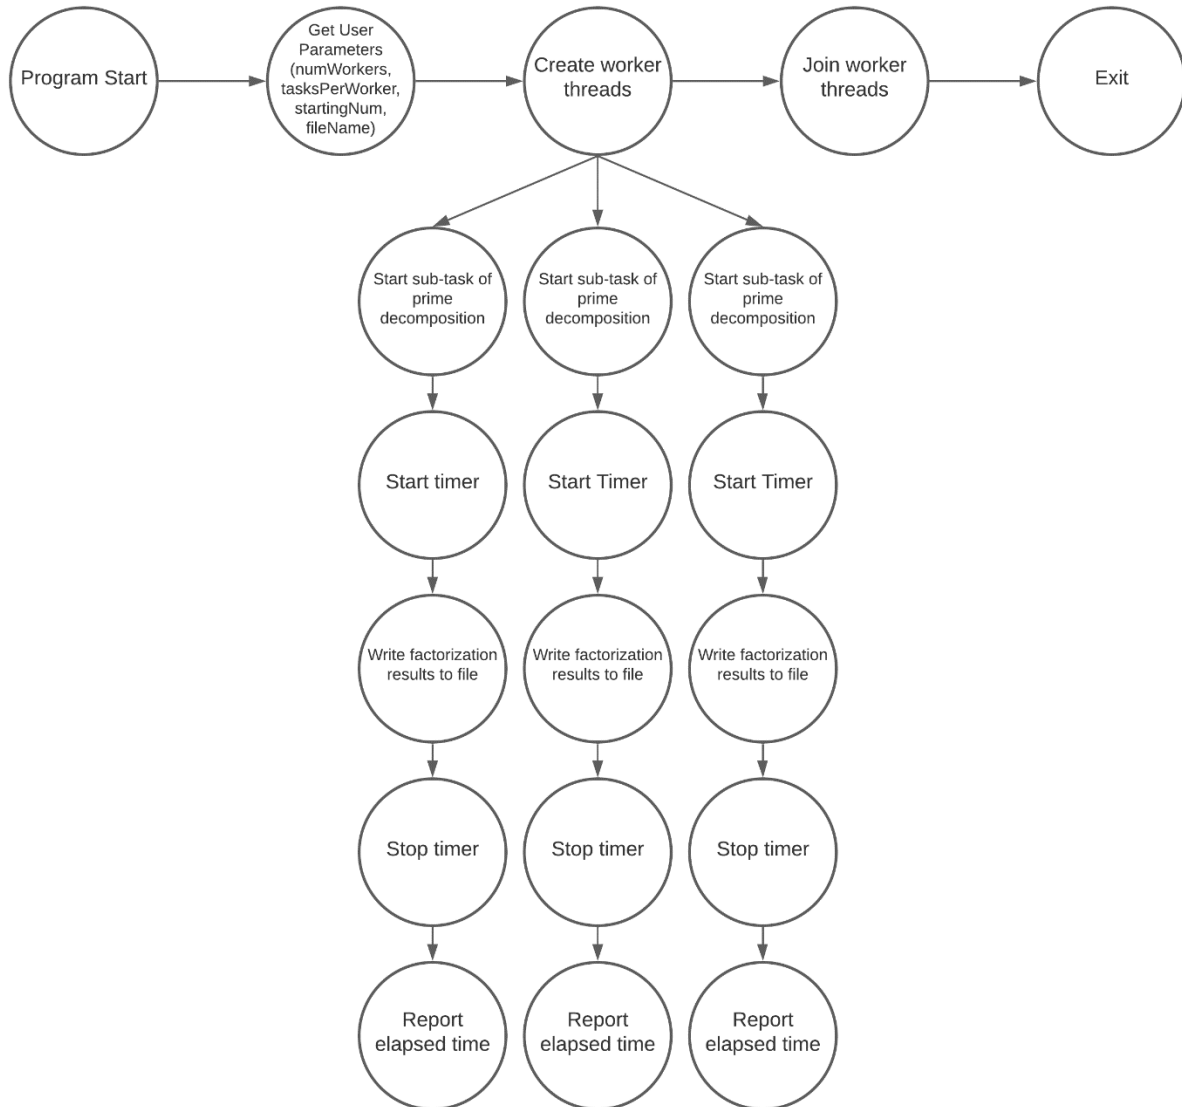 Program Start
Get User
Parameters
(numWorkers,
tasksPerWorker,
startingNum,
fileName)
Create worker
threads
Join worker
threads
Exit
Start sub-task of
prime
decomposition
Start sub-task of
prime
decomposition
Start sub-task of
prime
decomposition
Start timer
Start Timer
Start Timer
Write factorization
results to file
Write factorization
results to file
Write factorization
results to file
Stop timer
Stop timer
Stop timer
Report
elapsed time
Report
elapsed time
Report
elapsed time